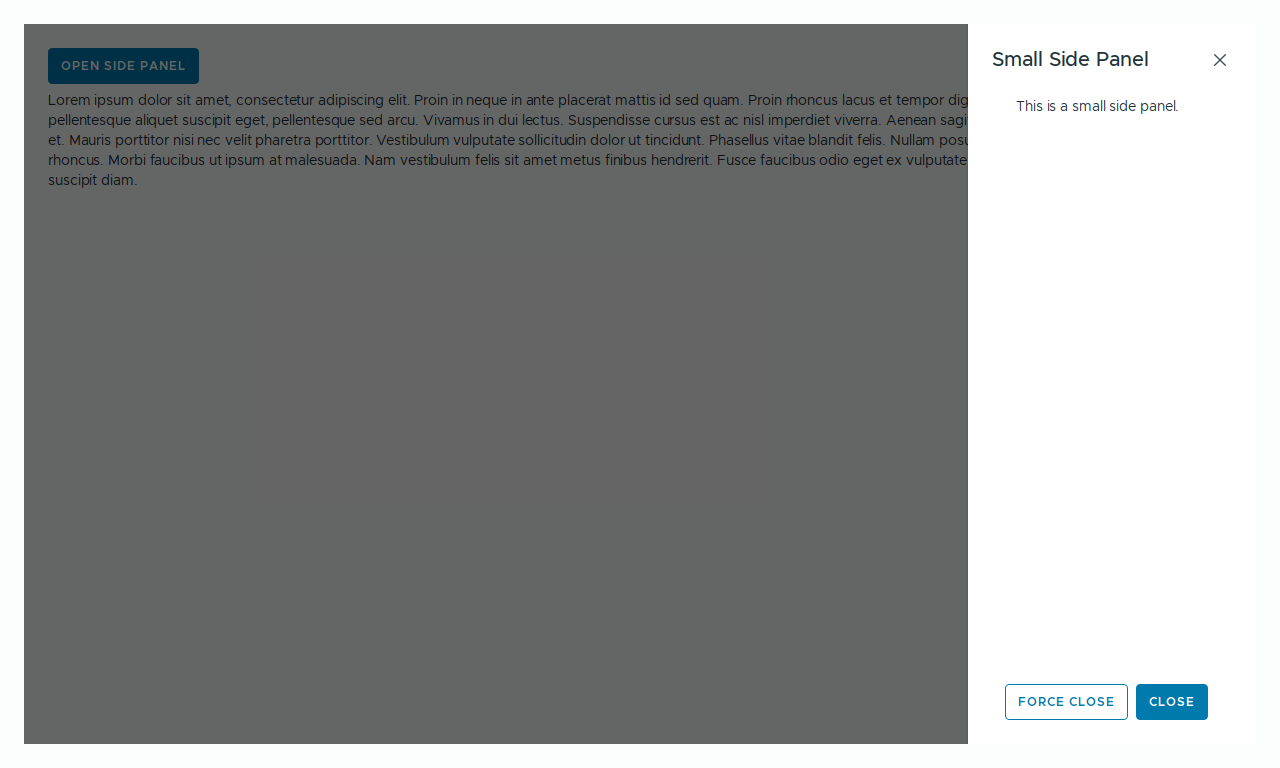 OPEN SIDE PANEL
Lorem ipsum dolor sit amet, consectetur adipiscing elit. Proin in neque in ante placerat mattis id sed quam. Proin rhoncus lacus et tempor dig
pellentesque aliquet suscipit eget, pellentesque sed arcu. Vivamus in dui lectus. Suspendisse cursus est ac nisl imperdiet viverra. Aenean sagi
et. Mauris porttitor nisi nec velit pharetra porttitor. Vestibulum vulputate sollicitudin dolor ut tincidunt. Phasellus vitae blandit felis. Nullam posu
rhoncus. Morbi faucibus ut ipsum at malesuada. Nam vestibulum felis sit amet metus finibus hendrerit. Fusce faucibus odio eget ex vulputate
suscipit diam.
Small Side Panel
This is a small side panel.
FORCE CLOSE
CLOSE